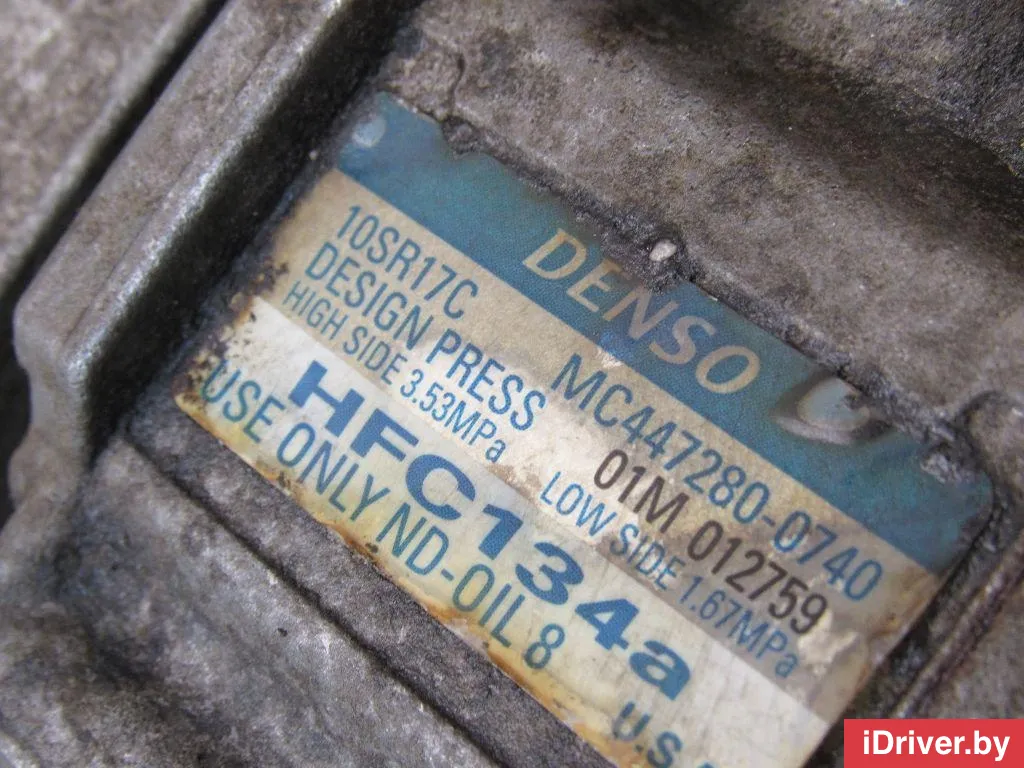 DENSO
10SR17C MC447280-0740
DESIGN PRESS 01M 012759
HIGH SIDE 3.53MPa LOW SIDE 1.67MPa
HFC134a
USE ONLY ND-OIL 8
iDriver.by